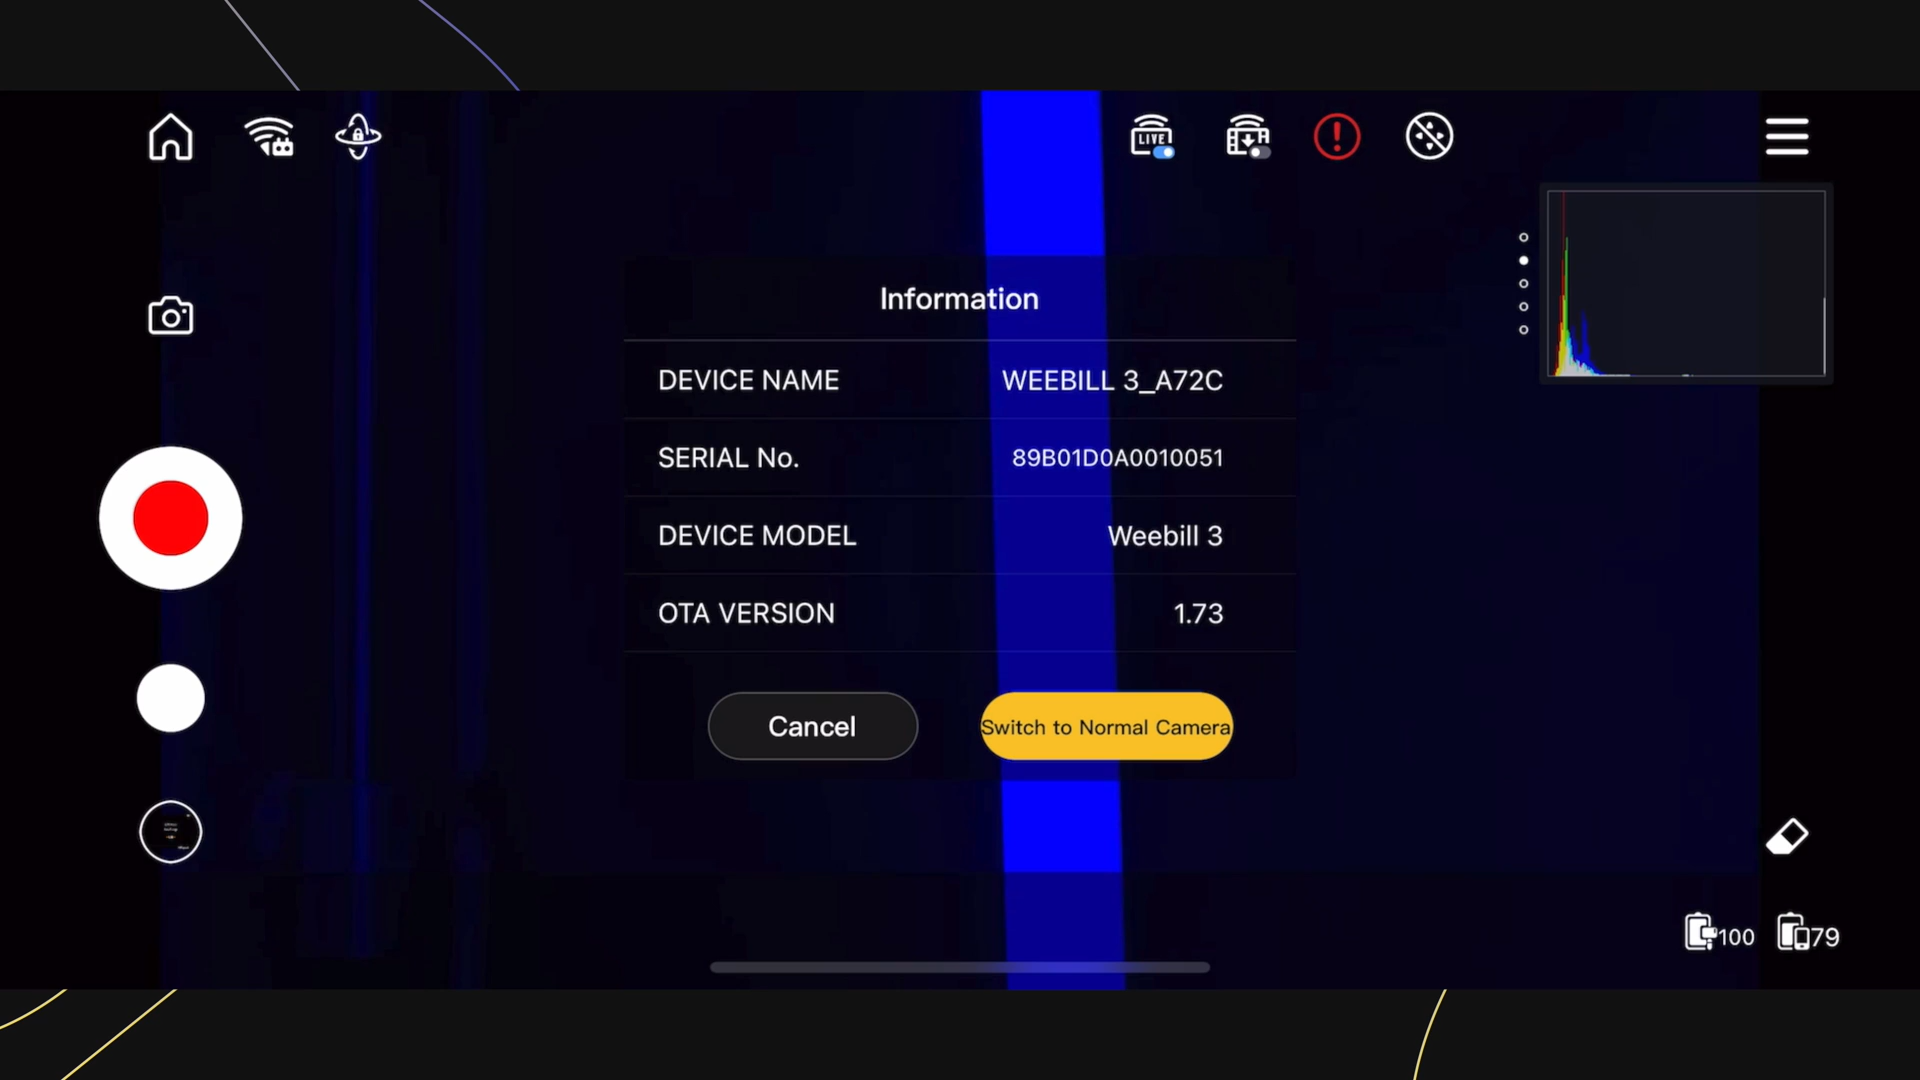 LIVE
Information
DEVICE NAME WEEBILL 3_A72C
SERIAL No. 89B01D0A0010051
DEVICE MODEL Weebill 3
OTA VERSION 1.73
Cancel Switch to Normal Camera
100 79